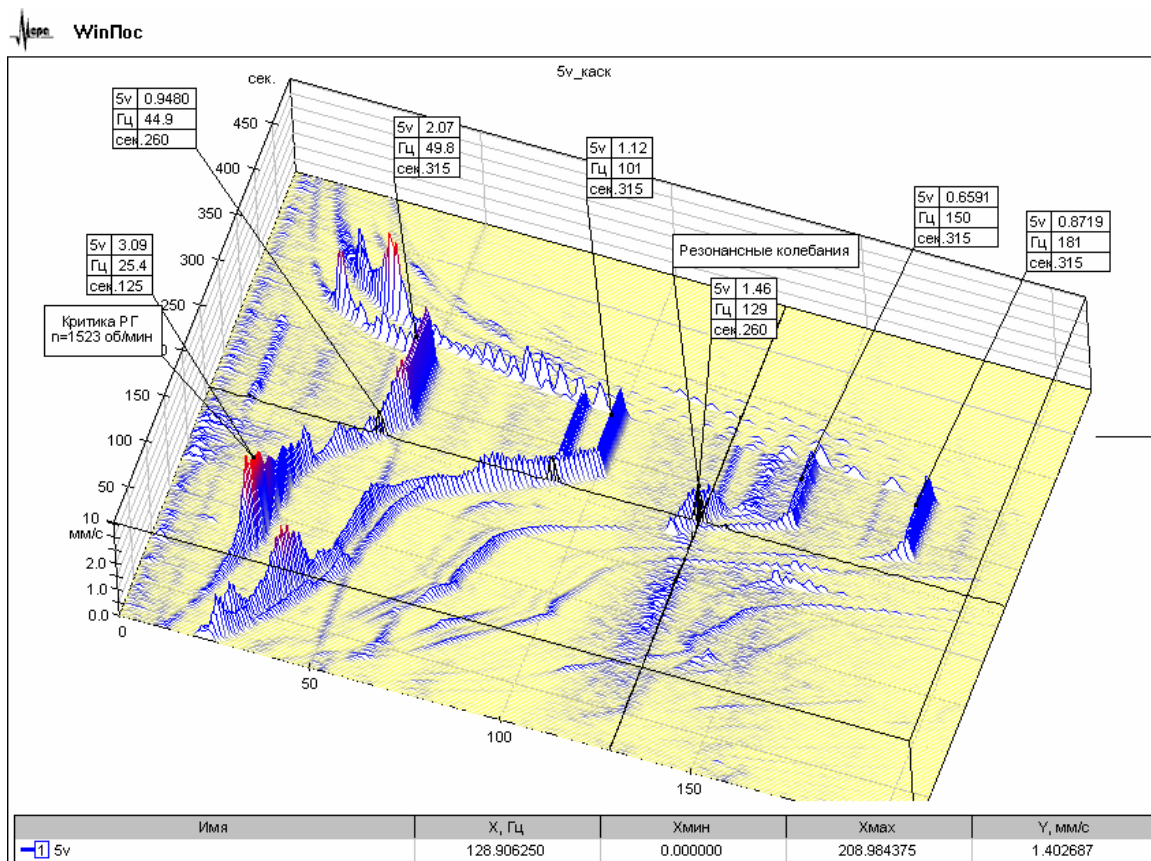 Мера WinПос
5v_каск
сек.
5v 0.9480
Гц 44.9
сек. 260
5v 2.07
Гц 49.8
сек. 315
5v 1.12
Гц 101
сек. 315
5v 0.6591
Гц 150
сек. 315
5v 0.8719
Гц 181
сек. 315
5v 3.09
Гц 25.4
сек. 125
Резонансные колебания
5v 1.46
Гц 129
сек. 260
Критика РГ
n=1523 об/мин
450
400
350
300
250
150
100
50
10
мм/с
2.0
1.0
0.0
0
50
100
150
Имя X, Гц Xмин Xмах Y, мм/с
1 5v 128.906250 0.000000 208.984375 1.402687